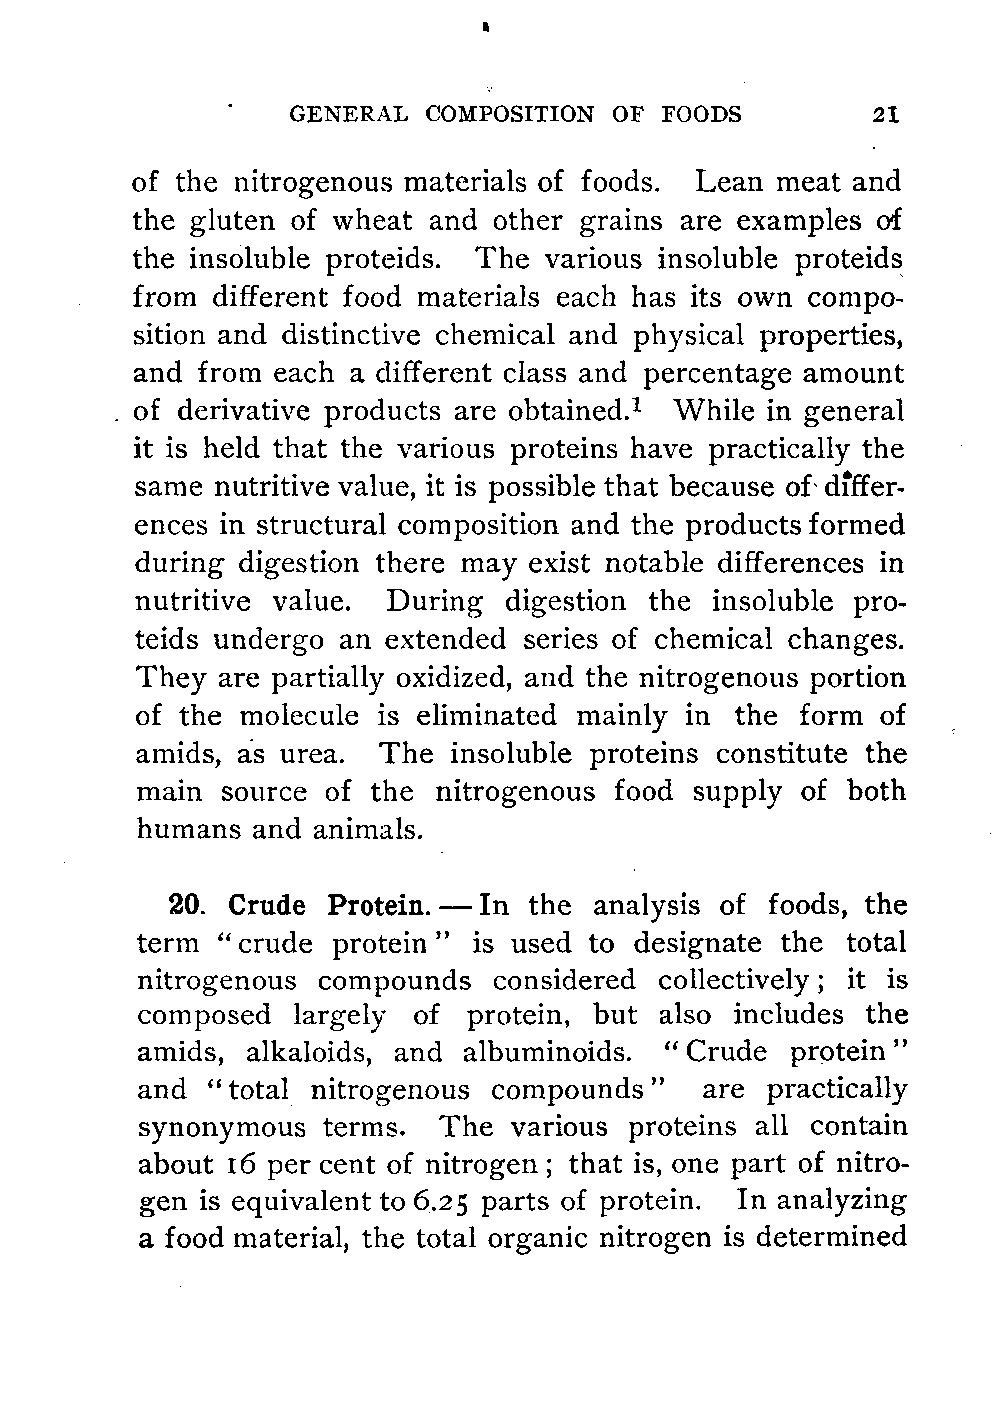 GENERAL COMPOSITION OF FOODS 21
of the nitrogenous materials of foods. Lean meat and
the gluten of wheat and other grains are examples of
the insoluble proteids. The various insoluble proteids
from different food materials each has its own compo-
sition and distinctive chemical and physical properties,
and from each a different class and percentage amount
of derivative products are obtained.¹ While in general
it is held that the various proteins have practically the
same nutritive value, it is possible that because of differ-
ences in structural composition and the products formed
during digestion there may exist notable differences in
nutritive value. During digestion the insoluble pro-
teids undergo an extended series of chemical changes.
They are partially oxidized, and the nitrogenous portion
of the molecule is eliminated mainly in the form of
amids, as urea. The insoluble proteins constitute the
main source of the nitrogenous food supply of both
humans and animals.
20. Crude Protein. — In the analysis of foods, the
term "crude protein" is used to designate the total
nitrogenous compounds considered collectively; it is
composed largely of protein, but also includes the
amids, alkaloids, and albuminoids. "Crude protein"
and "total nitrogenous compounds" are practically
synonymous terms. The various proteins all contain
about 16 per cent of nitrogen; that is, one part of nitro-
gen is equivalent to 6.25 parts of protein. In analyzing
a food material, the total organic nitrogen is determined